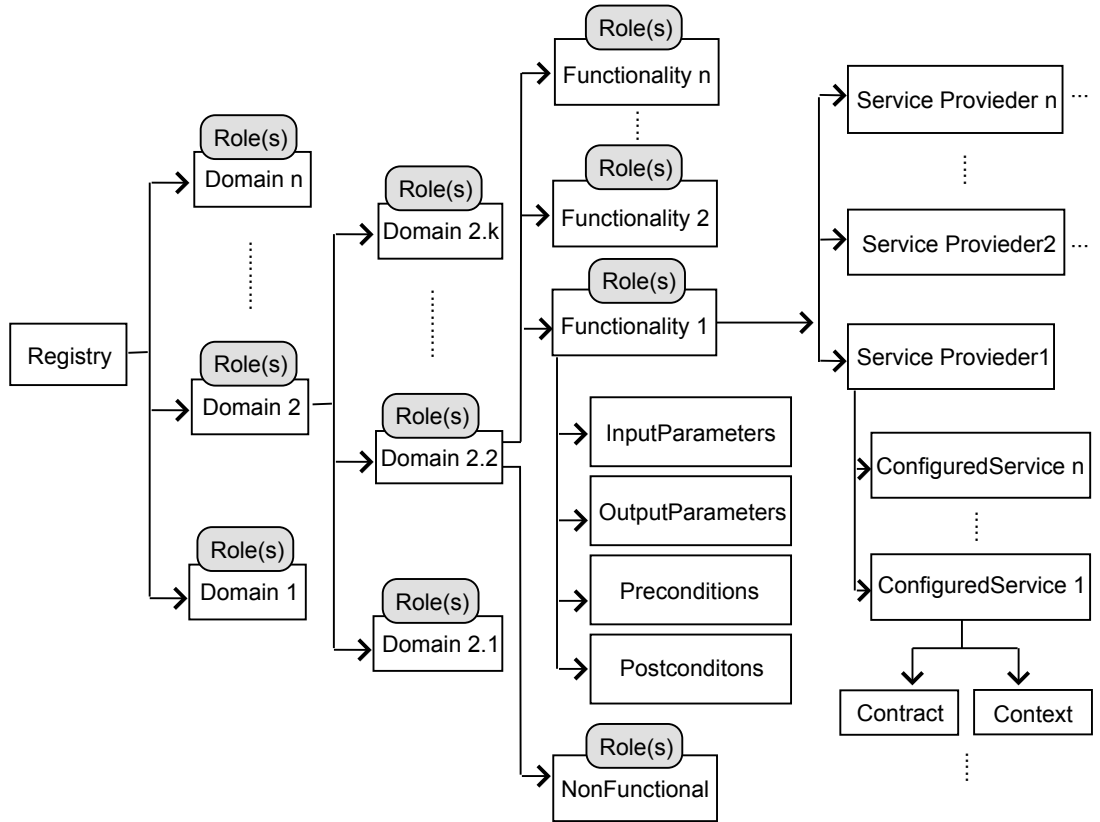 Registry
Role(s)
Domain n
Role(s)
Domain 2
Role(s)
Domain 1
Role(s)
Domain 2.k
Role(s)
Domain 2.2
Role(s)
Domain 2.1
Role(s)
Functionality n
Role(s)
Functionality 2
Role(s)
Functionality 1
InputParameters
OutputParameters
Preconditions
Postconditons
Role(s)
NonFunctional
Service Provieder n
...
Service Provieder2
...
Service Provieder1
ConfiguredService n
ConfiguredService 1
Contract
Context